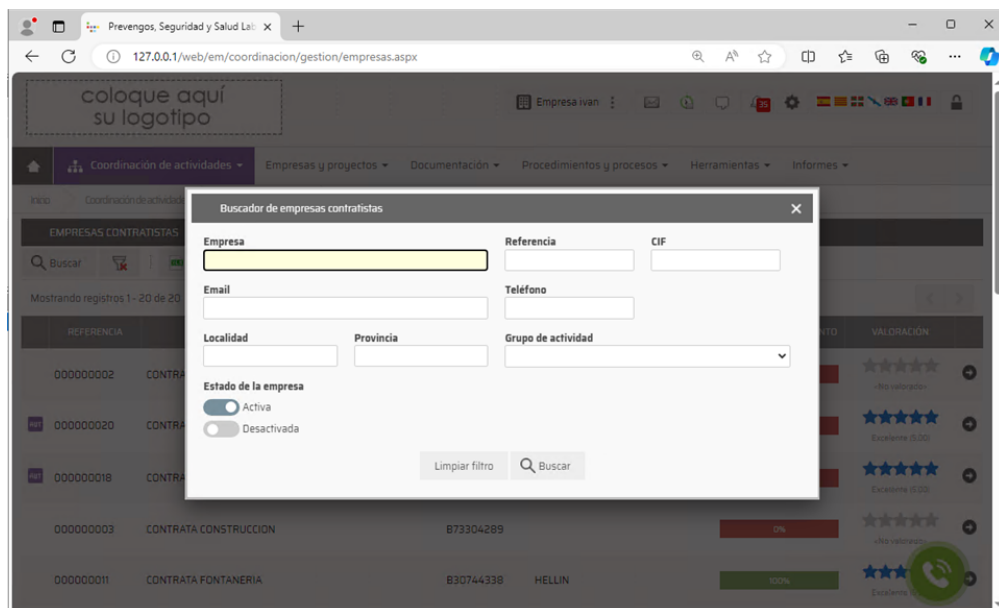 Prevengos, Seguridad y Salud Lab
127.0.0.1/web/em/coordinacion/gestion/empresas.aspx
coloque aquí
su logotipo
Empresa ivan
35
Coordinación de actividades
Empresas y proyectos
Documentación
Procedimientos y procesos
Herramientas
Informes
Inicio
Coordinación de actividade
Buscador de empresas contratistas
EMPRESAS CONTRATISTAS
Empresa
Referencia
CIF
Buscar
Email
Teléfono
Mostrando registros 1 - 20 de 20
Localidad
Provincia
Grupo de actividad
REFERENCIA
NTO
VALORACIÓN
000000002
CONTRA
«No valorado»
Estado de la empresa
Activa
Desactivada
000000020
CONTRA
Excelente (5,00)
Limpiar filtro
Buscar
000000018
CONTRA
Excelente (5,00)
000000003
CONTRATA CONSTRUCCION
B73304289
0%
«No valorado»
000000011
CONTRATA FONTANERIA
B30744338
HELLIN
100%
Excelente